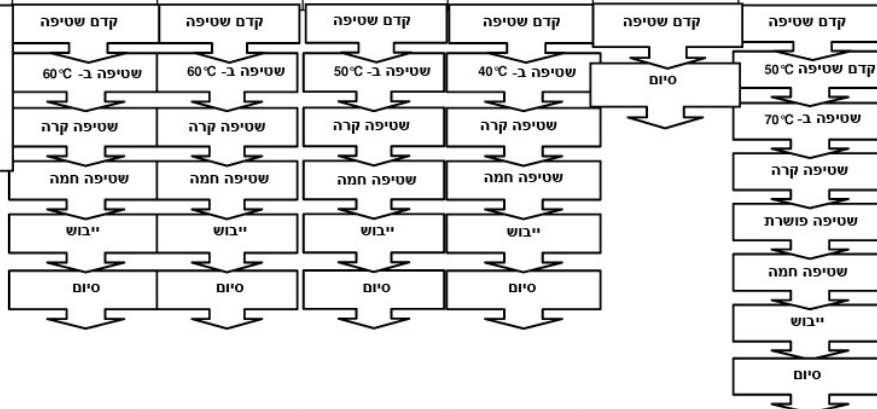 קדם שטיפה
קדם שטיפה 50°C
שטיפה ב- 70°C
שטיפה קרה
שטיפה פושרת
שטיפה חמה
ייבוש
סיום
קדם שטיפה
סיום
קדם שטיפה
שטיפה ב- 40°C
שטיפה קרה
שטיפה חמה
ייבוש
סיום
קדם שטיפה
שטיפה ב- 50°C
שטיפה קרה
שטיפה חמה
ייבוש
סיום
קדם שטיפה
שטיפה ב- 60°C
שטיפה קרה
שטיפה חמה
ייבוש
סיום
קדם שטיפה
שטיפה ב- 60°C
שטיפה קרה
שטיפה חמה
ייבוש
סיום